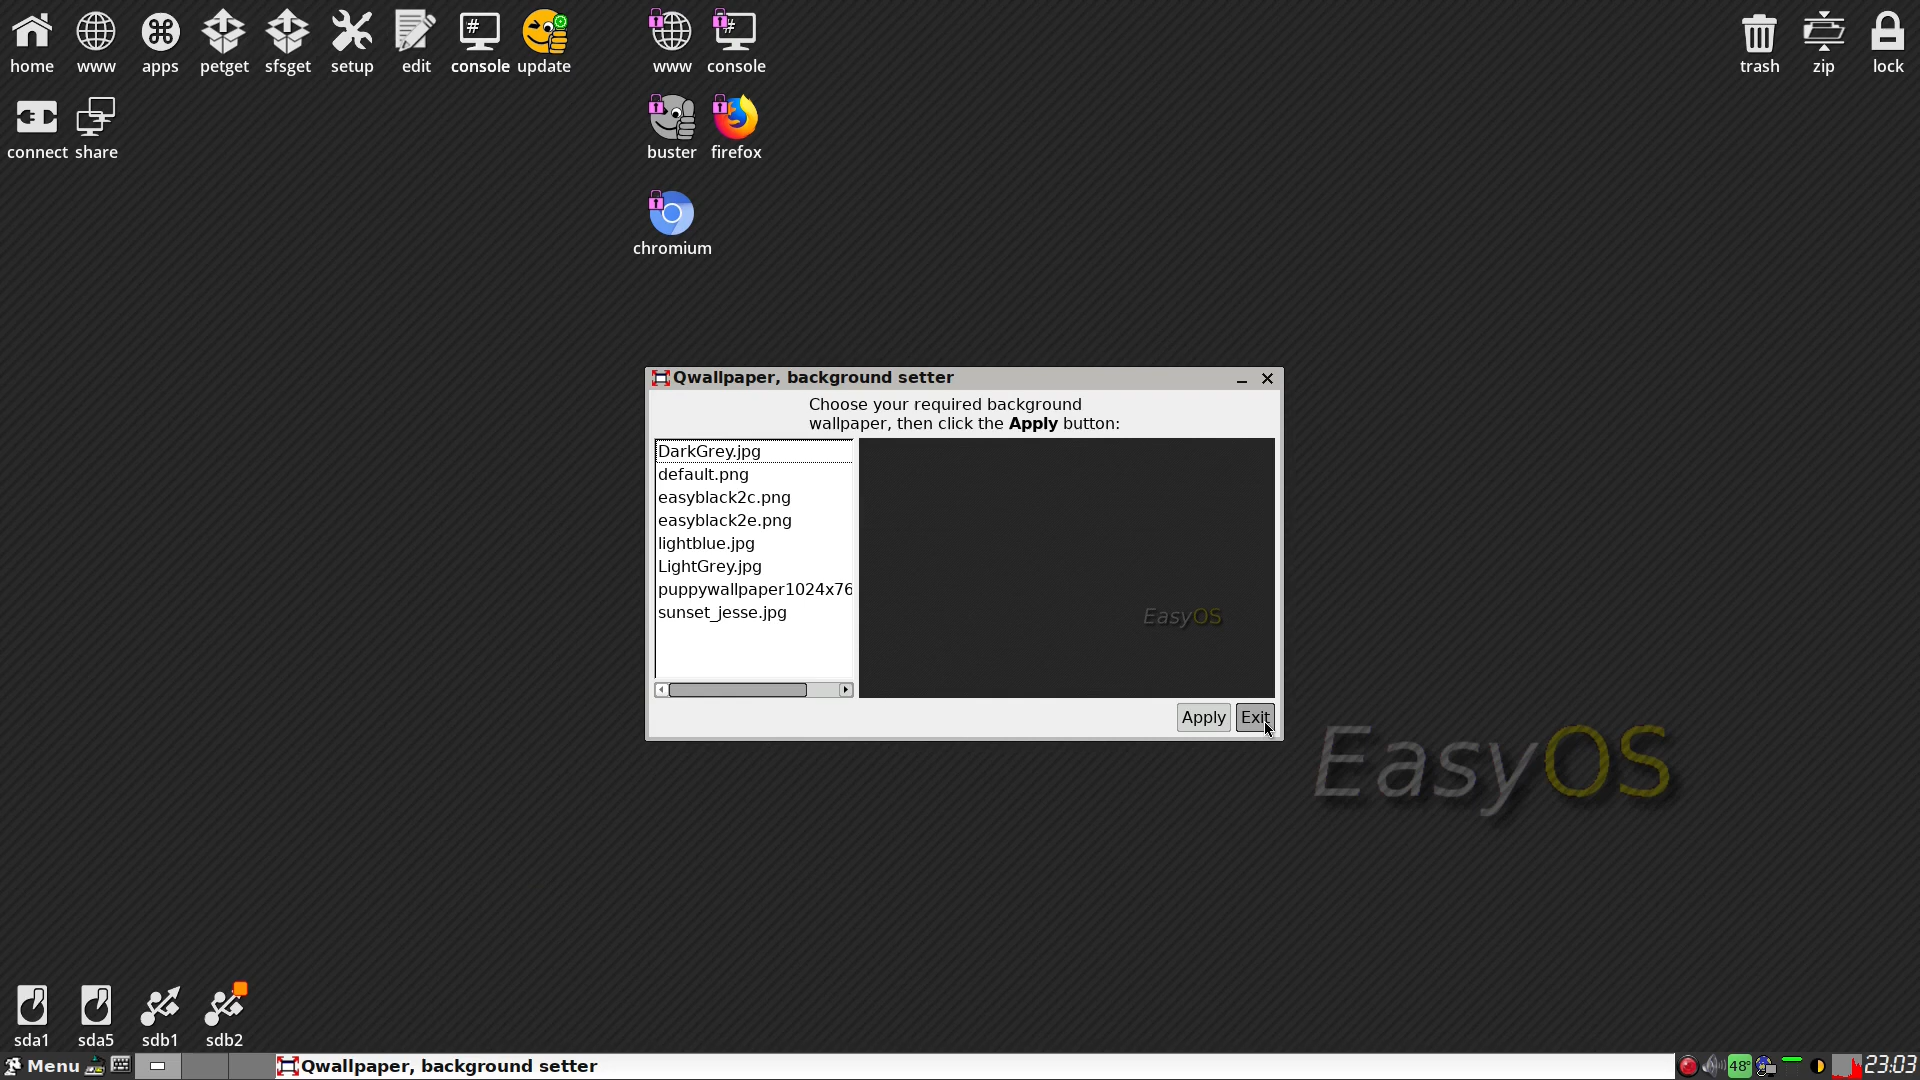 home www apps petget sfsget setup edit console update www console trash zip lock
connect share buster firefox
chromium
Qwallpaper, background setter
Choose your required background
wallpaper, then click the Apply button:
DarkGrey.jpg
default.png
easyblack2c.png
easyblack2e.png
lightblue.jpg
LightGrey.jpg
puppywallpaper1024x76
sunset_jesse.jpg
EasyOS
Apply Exit
EasyOS
sda1 sda5 sdb1 sdb2
Menu Qwallpaper, background setter 48° 23:03